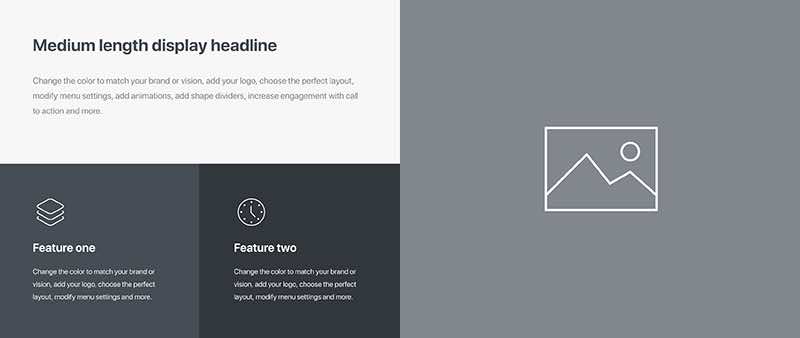 Medium length display headline
Change the color to match your brand or vision, add your logo, choose the perfect layout,
modify menu settings, add animations, add shape dividers, increase engagement with call
to action and more.
Feature one
Change the color to match your brand or
vision, add your logo, choose the perfect
layout, modify menu settings and more.
Feature two
Change the color to match your brand or
vision, add your logo, choose the perfect
layout, modify menu settings and more.